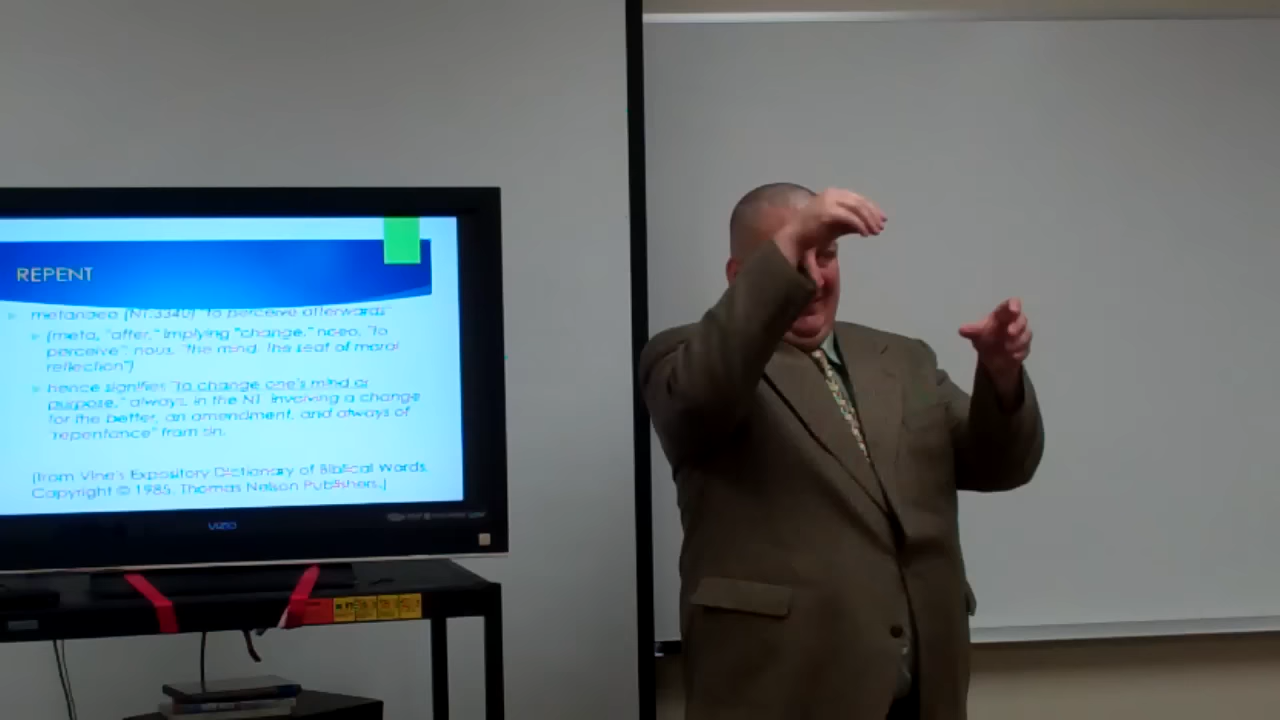 REPENT
metanoeo (NT:3340) "to perceive afterwards"
(meta, "after," implying "change," noeo, "to
perceive"; nous, "the mind, the seat of moral
reflection")
hence signifies "to change one's mind or
purpose," always, in the NT, involving a change
for the better, an amendment, and always of
"repentance" from sin.
(from Vine's Expository Dictionary of Biblical Words,
Copyright © 1985, Thomas Nelson Publishers.)
VIZIO